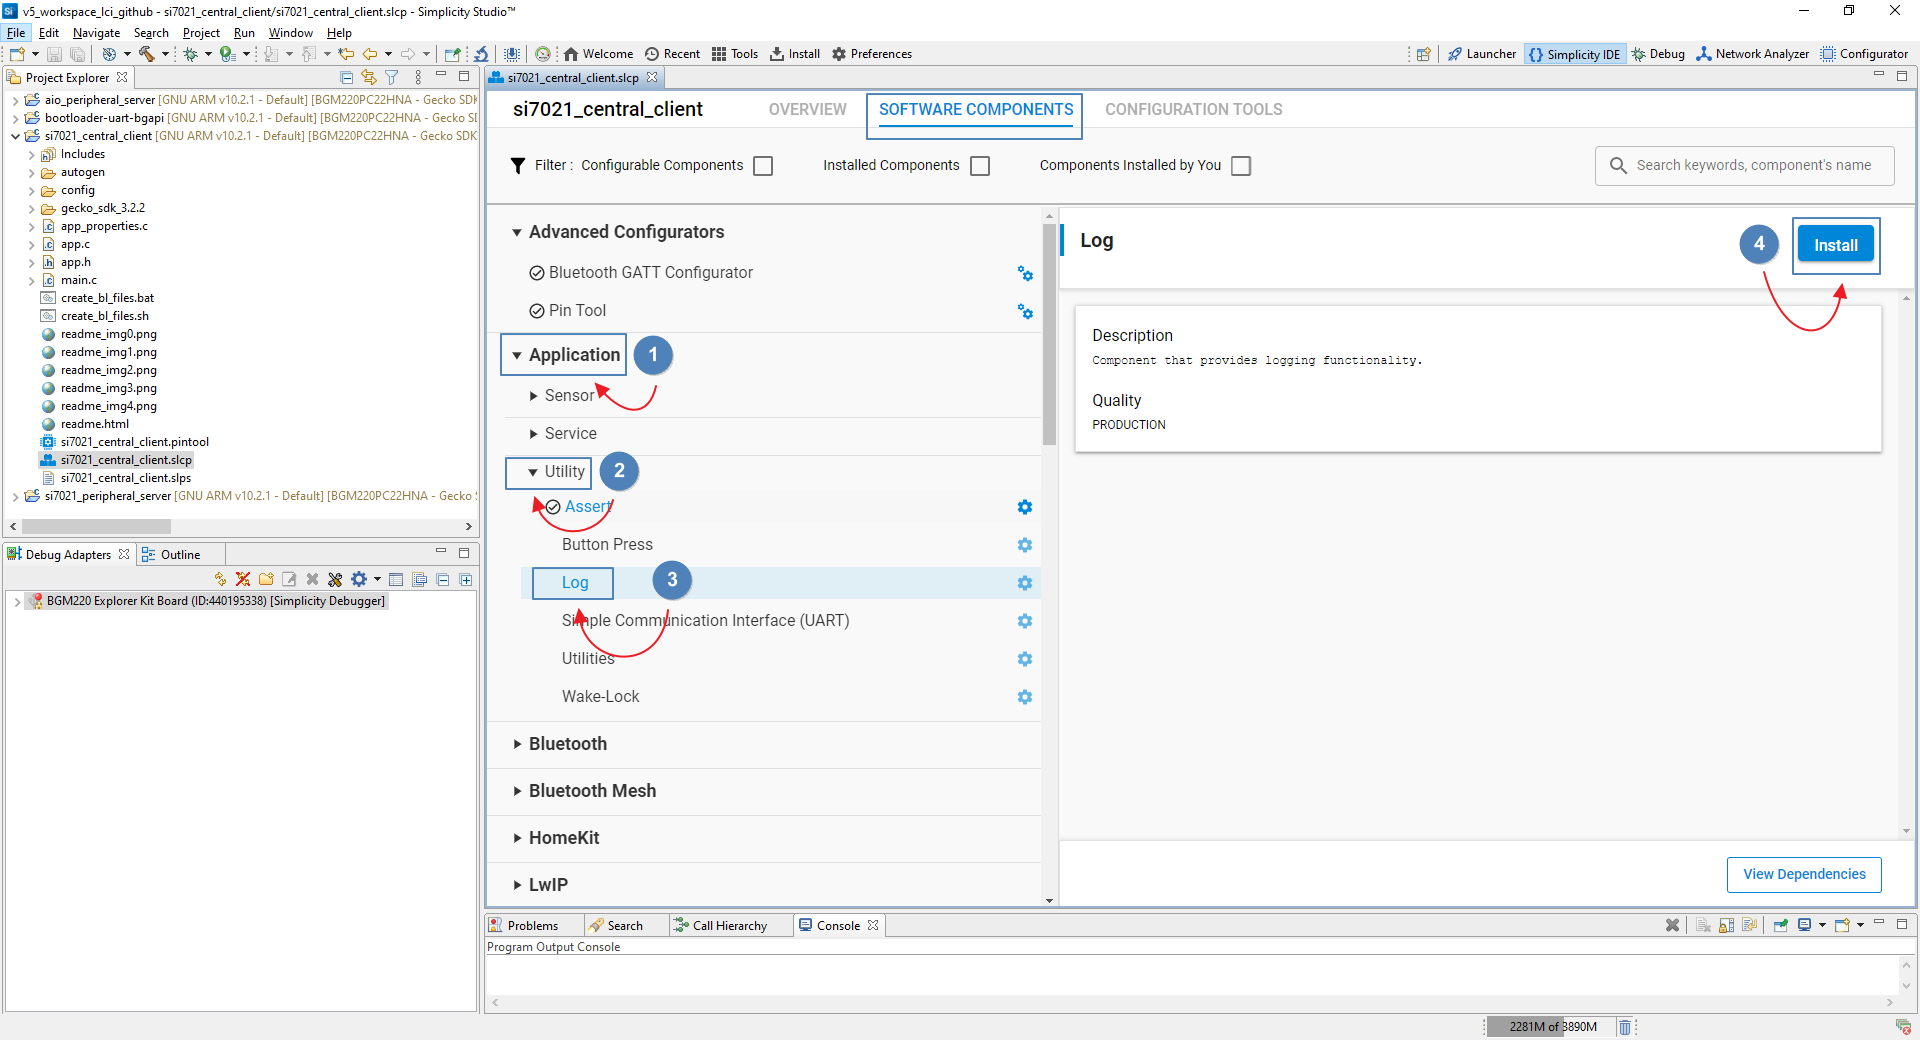 v5_workspace_lci_github - si7021_central_client/si7021_central_client.slcp - Simplicity Studio™
File Edit Navigate Search Project Run Window Help
Welcome Recent Tools Install Preferences
Launcher Simplicity IDE Debug Network Analyzer Configurator
Project Explorer
aio_peripheral_server [GNU ARM v10.2.1 - Default] [BGM220PC22HNA - Gecko SDK
bootloader-uart-bgapi [GNU ARM v10.2.1 - Default] [BGM220PC22HNA - Gecko SDK
si7021_central_client [GNU ARM v10.2.1 - Default] [BGM220PC22HNA - Gecko SDK
Includes
autogen
config
gecko_sdk_3.2.2
app_properties.c
app.c
app.h
main.c
create_bl_files.bat
create_bl_files.sh
readme_img0.png
readme_img1.png
readme_img2.png
readme_img3.png
readme_img4.png
readme.html
si7021_central_client.pintool
si7021_central_client.slcp
si7021_central_client.slps
si7021_peripheral_server [GNU ARM v10.2.1 - Default] [BGM220PC22HNA - Gecko
Debug Adapters Outline
BGM220 Explorer Kit Board (ID:440195338) [Simplicity Debugger]
si7021_central_client.slcp
si7021_central_client OVERVIEW SOFTWARE COMPONENTS CONFIGURATION TOOLS
Filter : Configurable Components Installed Components Components Installed by You
Search keywords, component's name
Advanced Configurators
Bluetooth GATT Configurator
Pin Tool
Application 1
Sensor
Service
Utility 2
Assert
Button Press
Log 3
Simple Communication Interface (UART)
Utilities
Wake-Lock
Bluetooth
Bluetooth Mesh
HomeKit
LwIP
Log 4 Install
Description
Component that provides logging functionality.
Quality
PRODUCTION
View Dependencies
Problems Search Call Hierarchy Console
Program Output Console
2281M of 3890M